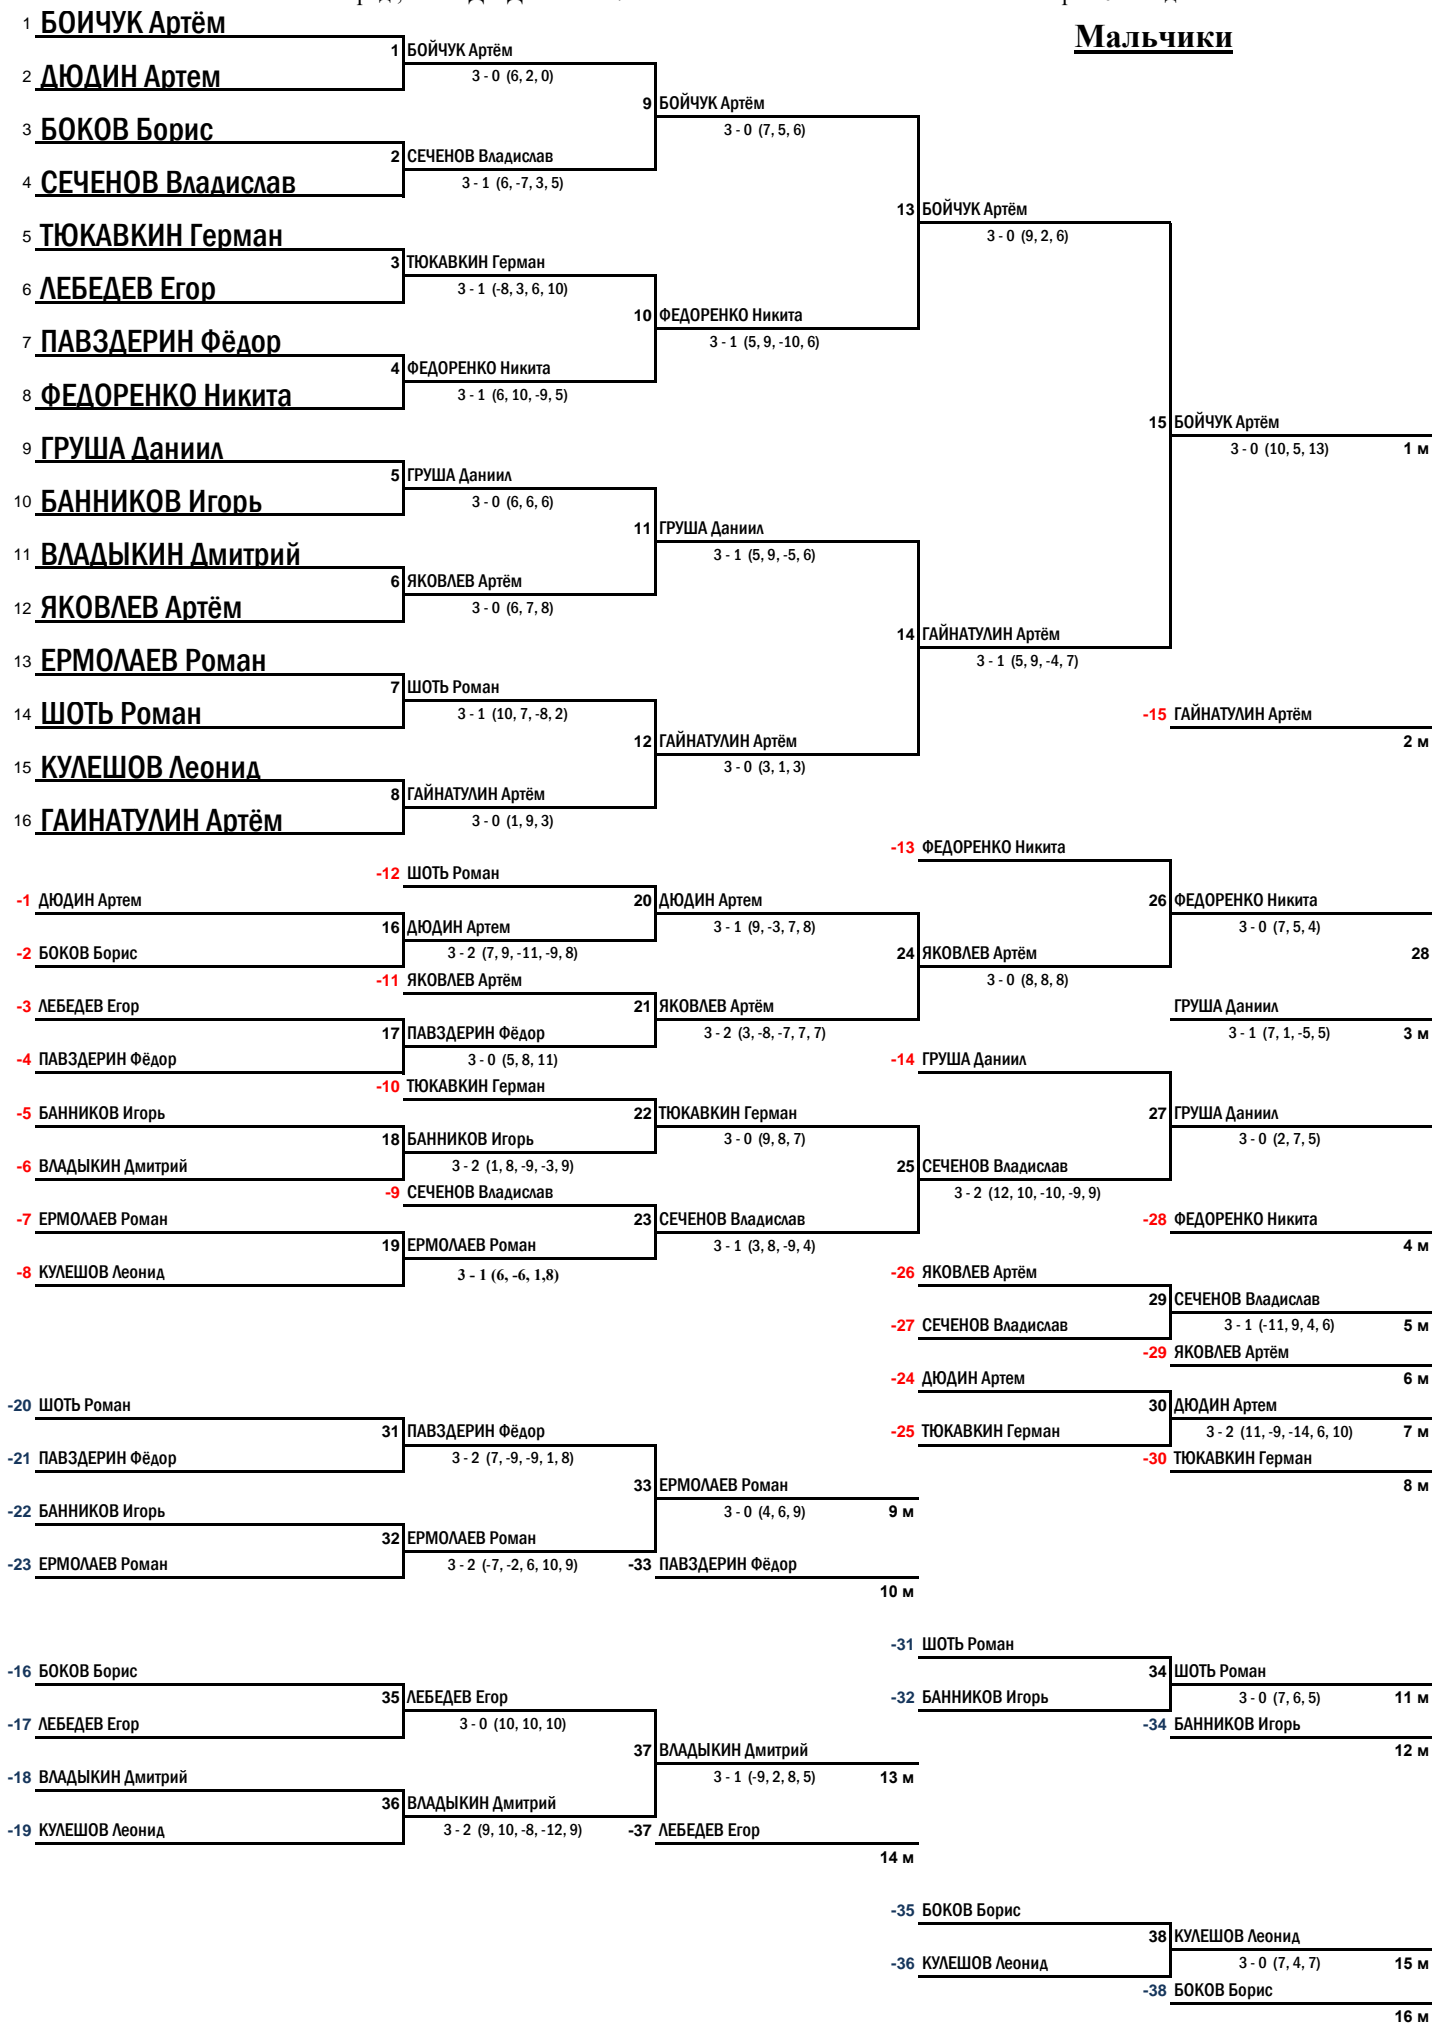 Мальчики
1 БОЙЧУК Артём
1 БОЙЧУК Артём
2 ДЮДИН Артем
3 - 0 (6, 2, 0)
9 БОЙЧУК Артём
3 БОКОВ Борис
3 - 0 (7, 5, 6)
2 СЕЧЕНОВ Владислав
4 СЕЧЕНОВ Владислав
3 - 1 (6, -7, 3, 5)
13 БОЙЧУК Артём
5 ТЮКАВКИН Герман
3 - 0 (9, 2, 6)
3 ТЮКАВКИН Герман
6 ЛЕБЕДЕВ Егор
3 - 1 (-8, 3, 6, 10)
10 ФЕДОРЕНКО Никита
7 ПАВЗДЕРИН Фёдор
3 - 1 (5, 9, -10, 6)
4 ФЕДОРЕНКО Никита
8 ФЕДОРЕНКО Никита
3 - 1 (6, 10, -9, 5)
15 БОЙЧУК Артём
9 ГРУША Даниил
3 - 0 (10, 5, 13) 1 м
5 ГРУША Даниил
10 БАННИКОВ Игорь
3 - 0 (6, 6, 6)
11 ГРУША Даниил
11 ВЛАДЫКИН Дмитрий
3 - 1 (5, 9, -5, 6)
6 ЯКОВЛЕВ Артём
12 ЯКОВЛЕВ Артём
3 - 0 (6, 7, 8)
14 ГАЙНАТУЛИН Артём
13 ЕРМОЛАЕВ Роман
3 - 1 (5, 9, -4, 7)
7 ШОТЬ Роман
14 ШОТЬ Роман
3 - 1 (10, 7, -8, 2)
-15 ГАЙНАТУЛИН Артём
12 ГАЙНАТУЛИН Артём
2 м
15 КУЛЕШОВ Леонид
3 - 0 (3, 1, 3)
8 ГАЙНАТУЛИН Артём
16 ГАЙНАТУЛИН Артём
3 - 0 (1, 9, 3)
-13 ФЕДОРЕНКО Никита
-12 ШОТЬ Роман
-1 ДЮДИН Артем
20 ДЮДИН Артем
26 ФЕДОРЕНКО Никита
16 ДЮДИН Артем
3 - 1 (9, -3, 7, 8)
3 - 0 (7, 5, 4)
-2 БОКОВ Борис
3 - 2 (7, 9, -11, -9, 8)
24 ЯКОВЛЕВ Артём
28
-11 ЯКОВЛЕВ Артём
3 - 0 (8, 8, 8)
-3 ЛЕБЕДЕВ Егор
21 ЯКОВЛЕВ Артём
ГРУША Даниил
17 ПАВЗДЕРИН Фёдор
3 - 2 (3, -8, -7, 7, 7)
3 - 1 (7, 1, -5, 5) 3 м
-4 ПАВЗДЕРИН Фёдор
3 - 0 (5, 8, 11)
-14 ГРУША Даниил
-10 ТЮКАВКИН Герман
-5 БАННИКОВ Игорь
22 ТЮКАВКИН Герман
27 ГРУША Даниил
18 БАННИКОВ Игорь
3 - 0 (9, 8, 7)
3 - 0 (2, 7, 5)
-6 ВЛАДЫКИН Дмитрий
3 - 2 (1, 8, -9, -3, 9)
25 СЕЧЕНОВ Владислав
-9 СЕЧЕНОВ Владислав
3 - 2 (12, 10, -10, -9, 9)
-7 ЕРМОЛАЕВ Роман
23 СЕЧЕНОВ Владислав
-28 ФЕДОРЕНКО Никита
19 ЕРМОЛАЕВ Роман
3 - 1 (3, 8, -9, 4)
4 м
-8 КУЛЕШОВ Леонид
3 - 1 (6, -6, 1,8)
-26 ЯКОВЛЕВ Артём
29 СЕЧЕНОВ Владислав
-27 СЕЧЕНОВ Владислав
3 - 1 (-11, 9, 4, 6) 5 м
-29 ЯКОВЛЕВ Артём
-24 ДЮДИН Артем
6 м
-20 ШОТЬ Роман
30 ДЮДИН Артем
31 ПАВЗДЕРИН Фёдор
-25 ТЮКАВКИН Герман
3 - 2 (11, -9, -14, 6, 10) 7 м
-21 ПАВЗДЕРИН Фёдор
3 - 2 (7, -9, -9, 1, 8)
-30 ТЮКАВКИН Герман
33 ЕРМОЛАЕВ Роман
8 м
-22 БАННИКОВ Игорь
3 - 0 (4, 6, 9) 9 м
32 ЕРМОЛАЕВ Роман
-23 ЕРМОЛАЕВ Роман
3 - 2 (-7, -2, 6, 10, 9)
-33 ПАВЗДЕРИН Фёдор
10 м
-31 ШОТЬ Роман
-16 БОКОВ Борис
34 ШОТЬ Роман
35 ЛЕБЕДЕВ Егор
-32 БАННИКОВ Игорь
3 - 0 (7, 6, 5) 11 м
-17 ЛЕБЕДЕВ Егор
3 - 0 (10, 10, 10)
-34 БАННИКОВ Игорь
37 ВЛАДЫКИН Дмитрий
12 м
-18 ВЛАДЫКИН Дмитрий
3 - 1 (-9, 2, 8, 5) 13 м
36 ВЛАДЫКИН Дмитрий
-19 КУЛЕШОВ Леонид
3 - 2 (9, 10, -8, -12, 9)
-37 ЛЕБЕДЕВ Егор
14 м
-35 БОКОВ Борис
38 КУЛЕШОВ Леонид
-36 КУЛЕШОВ Леонид
3 - 0 (7, 4, 7) 15 м
-38 БОКОВ Борис
16 м